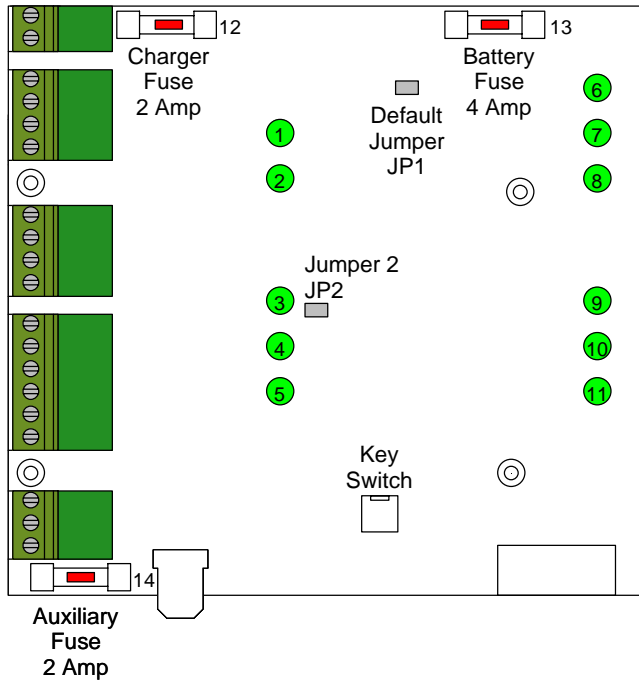 12
Charger
Fuse
2 Amp
13
Battery
Fuse
4 Amp
Default
Jumper
JP1
6
1
7
2
8
Jumper 2
JP2
3
9
4
10
5
11
Key
Switch
14
Auxiliary
Fuse
2 Amp